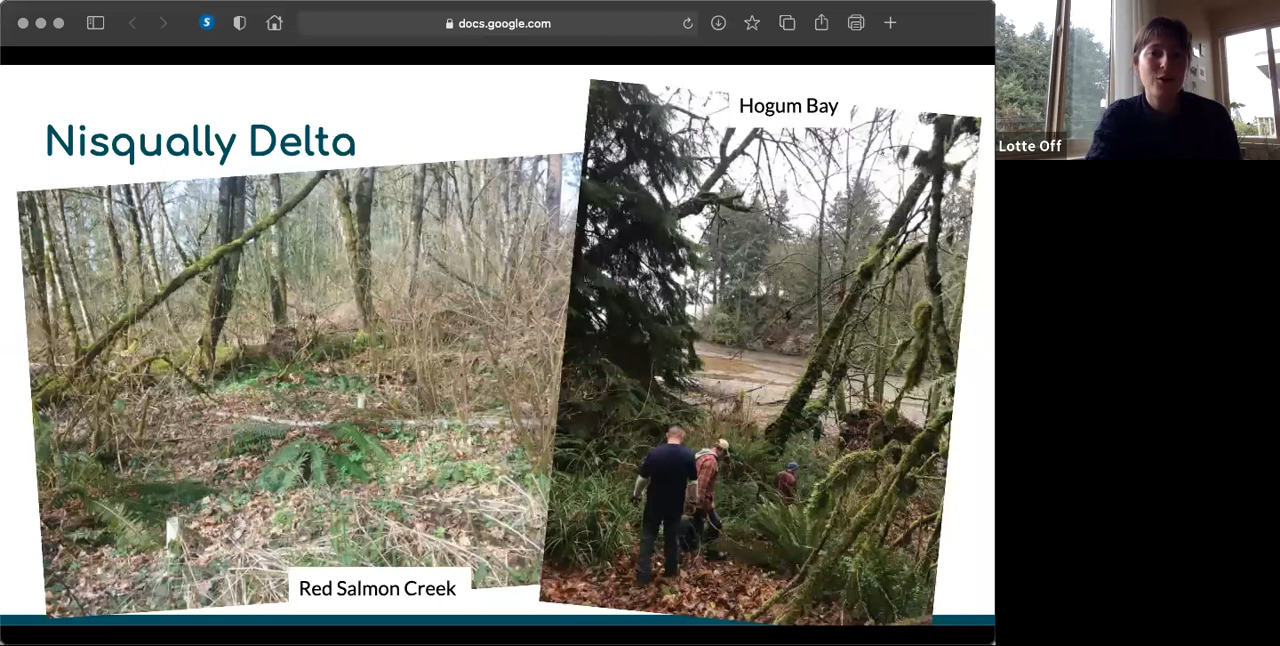 docs.google.com
Nisqually Delta
Hogum Bay
Red Salmon Creek
Lotte Off